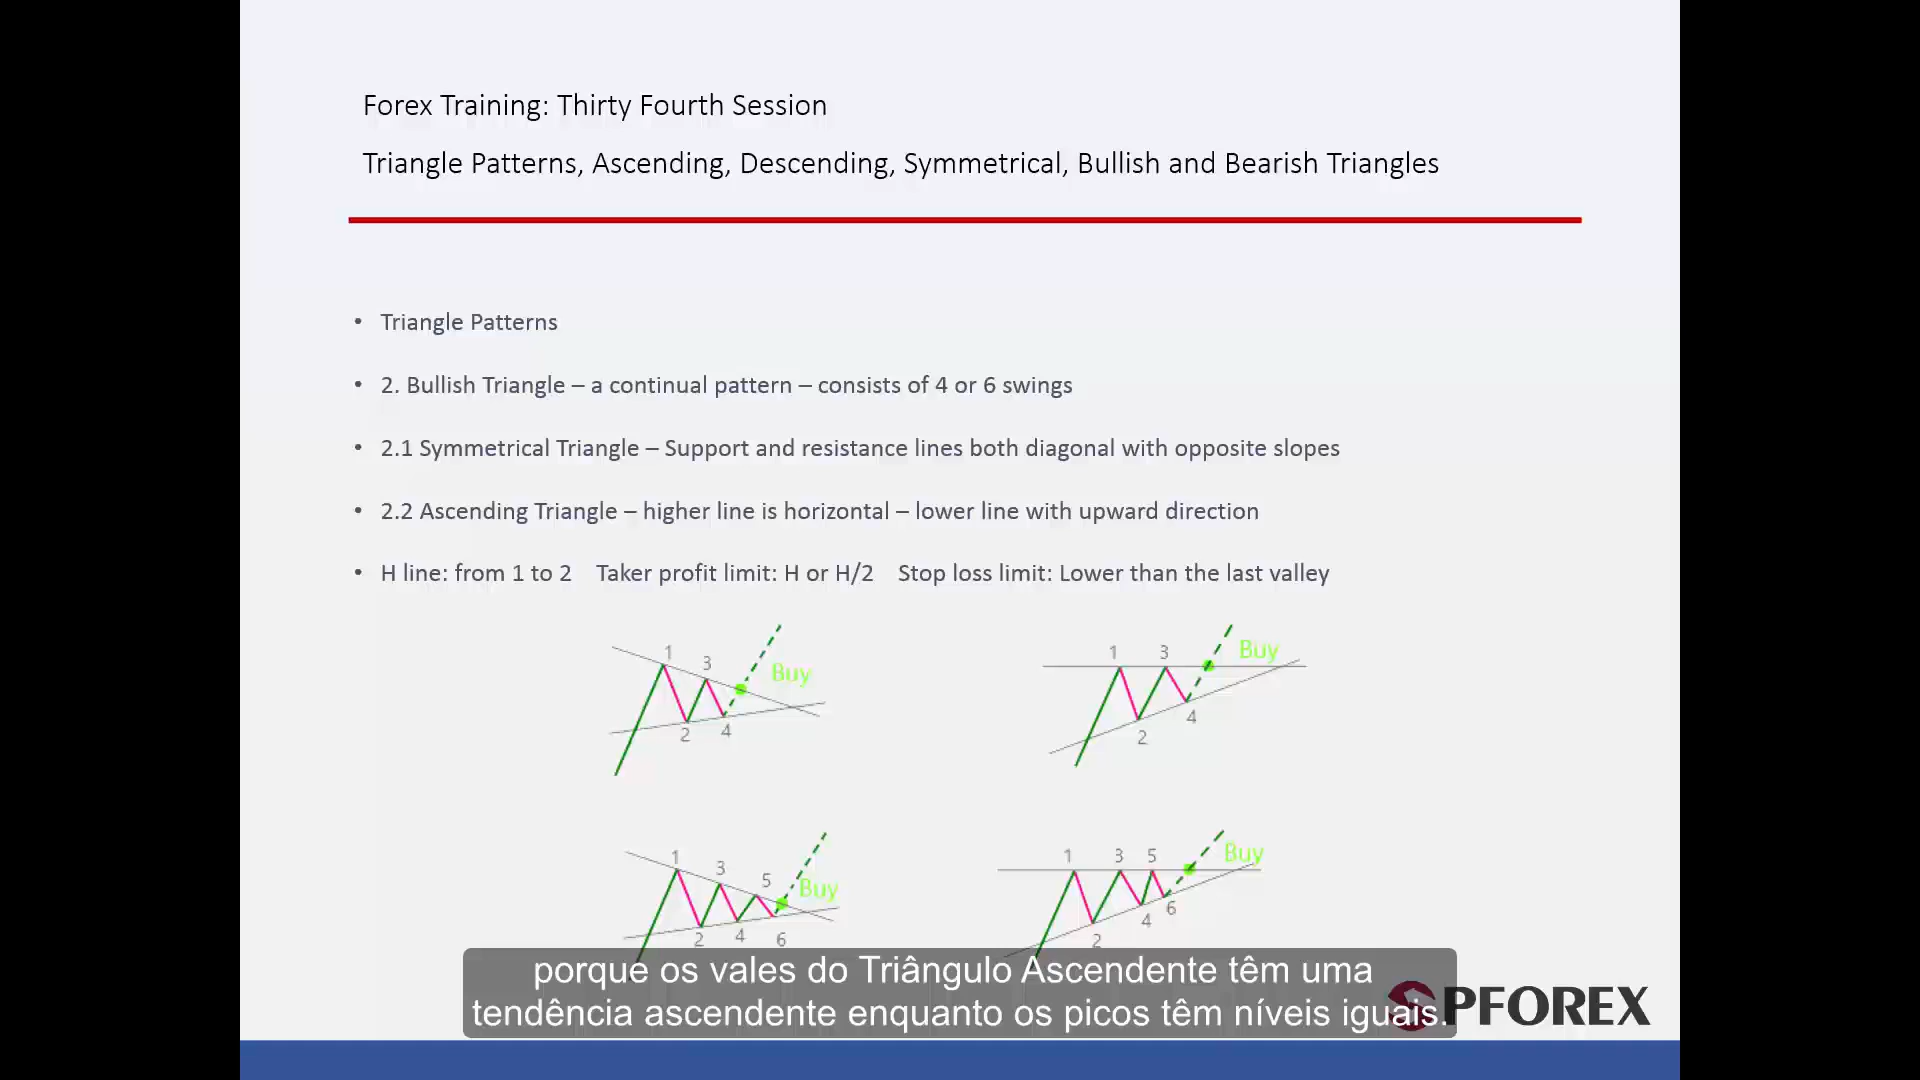 Forex Training: Thirty Fourth Session
Triangle Patterns, Ascending, Descending, Symmetrical, Bullish and Bearish Triangles
• Triangle Patterns
• 2. Bullish Triangle – a continual pattern – consists of 4 or 6 swings
• 2.1 Symmetrical Triangle – Support and resistance lines both diagonal with opposite slopes
• 2.2 Ascending Triangle – higher line is horizontal – lower line with upward direction
• H line: from 1 to 2 Taker profit limit: H or H/2 Stop loss limit: Lower than the last valley
1 3 Buy
2 4
1 3 Buy
2 4
1 3 5 Buy
2 4 6
1 3 5 Buy
2 4 6
porque os vales do Triângulo Ascendente têm uma
tendência ascendente enquanto os picos têm níveis iguais.
PFOREX